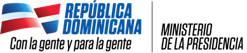 REPÚBLICA
DOMINICANA
Con la gente y para la gente
MINISTERIO
DE LA PRESIDENCIA